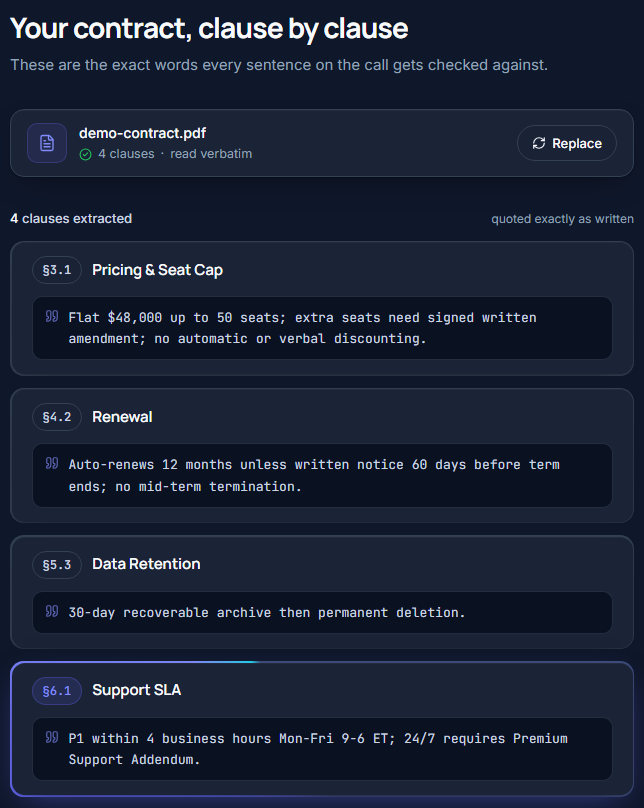 Your contract, clause by clause
These are the exact words every sentence on the call gets checked against.
demo-contract.pdf
4 clauses · read verbatim
Replace
4 clauses extracted
quoted exactly as written
§3.1 Pricing & Seat Cap
Flat $48,000 up to 50 seats; extra seats need signed written
amendment; no automatic or verbal discounting.
§4.2 Renewal
Auto-renews 12 months unless written notice 60 days before term
ends; no mid-term termination.
§5.3 Data Retention
30-day recoverable archive then permanent deletion.
§6.1 Support SLA
P1 within 4 business hours Mon-Fri 9-6 ET; 24/7 requires Premium
Support Addendum.